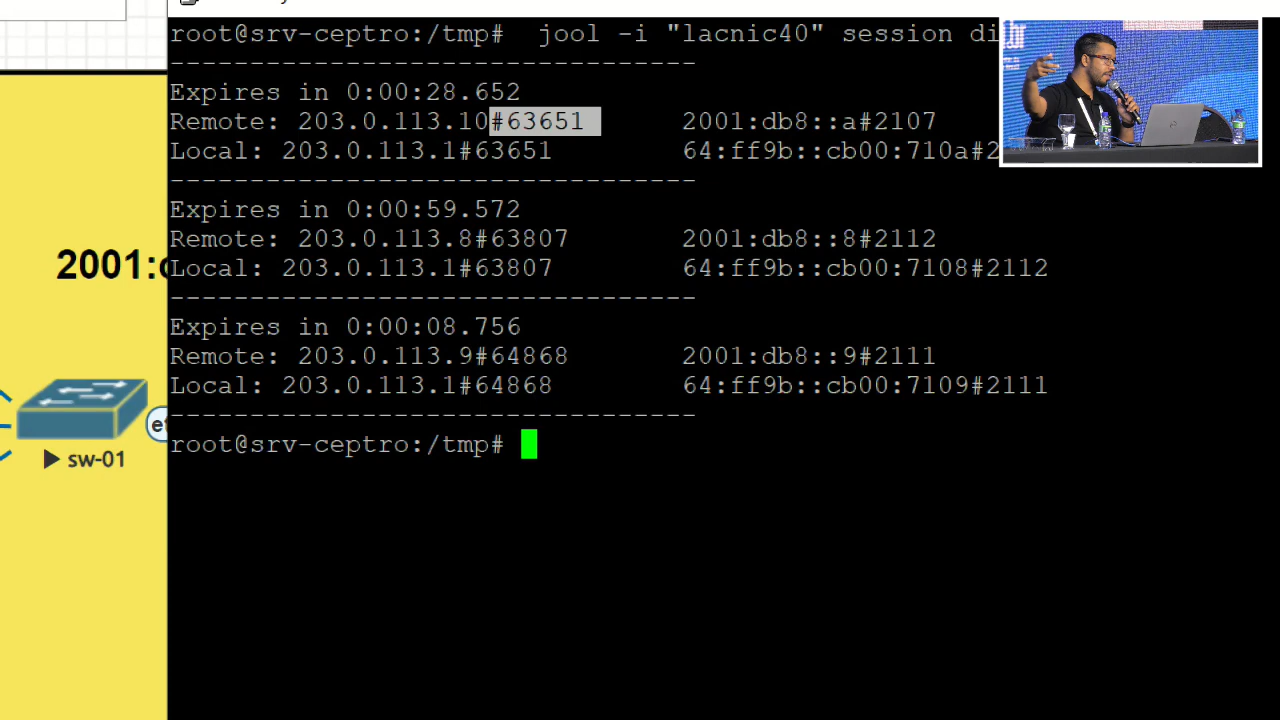 root@srv-ceptro:/tmp# jool -i "lacnic40" session di
---------------------------------
Expires in 0:00:28.652
Remote: 203.0.113.10#63651 2001:db8::a#2107
Local: 203.0.113.1#63651 64:ff9b::cb00:710a#2
---------------------------------
Expires in 0:00:59.572
Remote: 203.0.113.8#63807 2001:db8::8#2112
Local: 203.0.113.1#63807 64:ff9b::cb00:7108#2112
---------------------------------
Expires in 0:00:08.756
Remote: 203.0.113.9#64868 2001:db8::9#2111
Local: 203.0.113.1#64868 64:ff9b::cb00:7109#2111
---------------------------------
root@srv-ceptro:/tmp#
2001:
et
sw-01